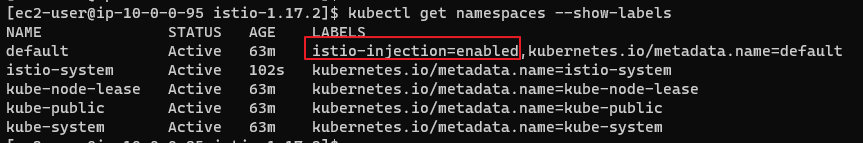 [ec2-user@ip-10-0-0-95 istio-1.17.2]$ kubectl get namespaces --show-labels
NAME STATUS AGE LABELS
default Active 63m istio-injection=enabled,kubernetes.io/metadata.name=default
istio-system Active 102s kubernetes.io/metadata.name=istio-system
kube-node-lease Active 63m kubernetes.io/metadata.name=kube-node-lease
kube-public Active 63m kubernetes.io/metadata.name=kube-public
kube-system Active 63m kubernetes.io/metadata.name=kube-system